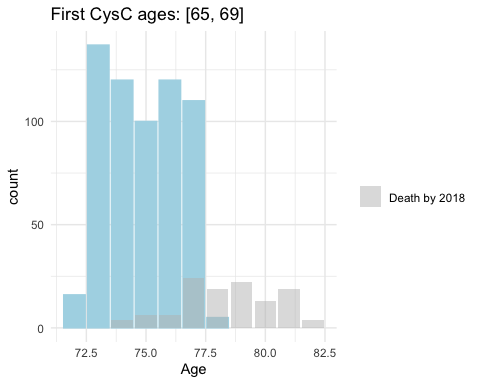 First CysC ages: [65, 69]
count
100
50
0
72.5 75.0 77.5 80.0 82.5
Age
Death by 2018